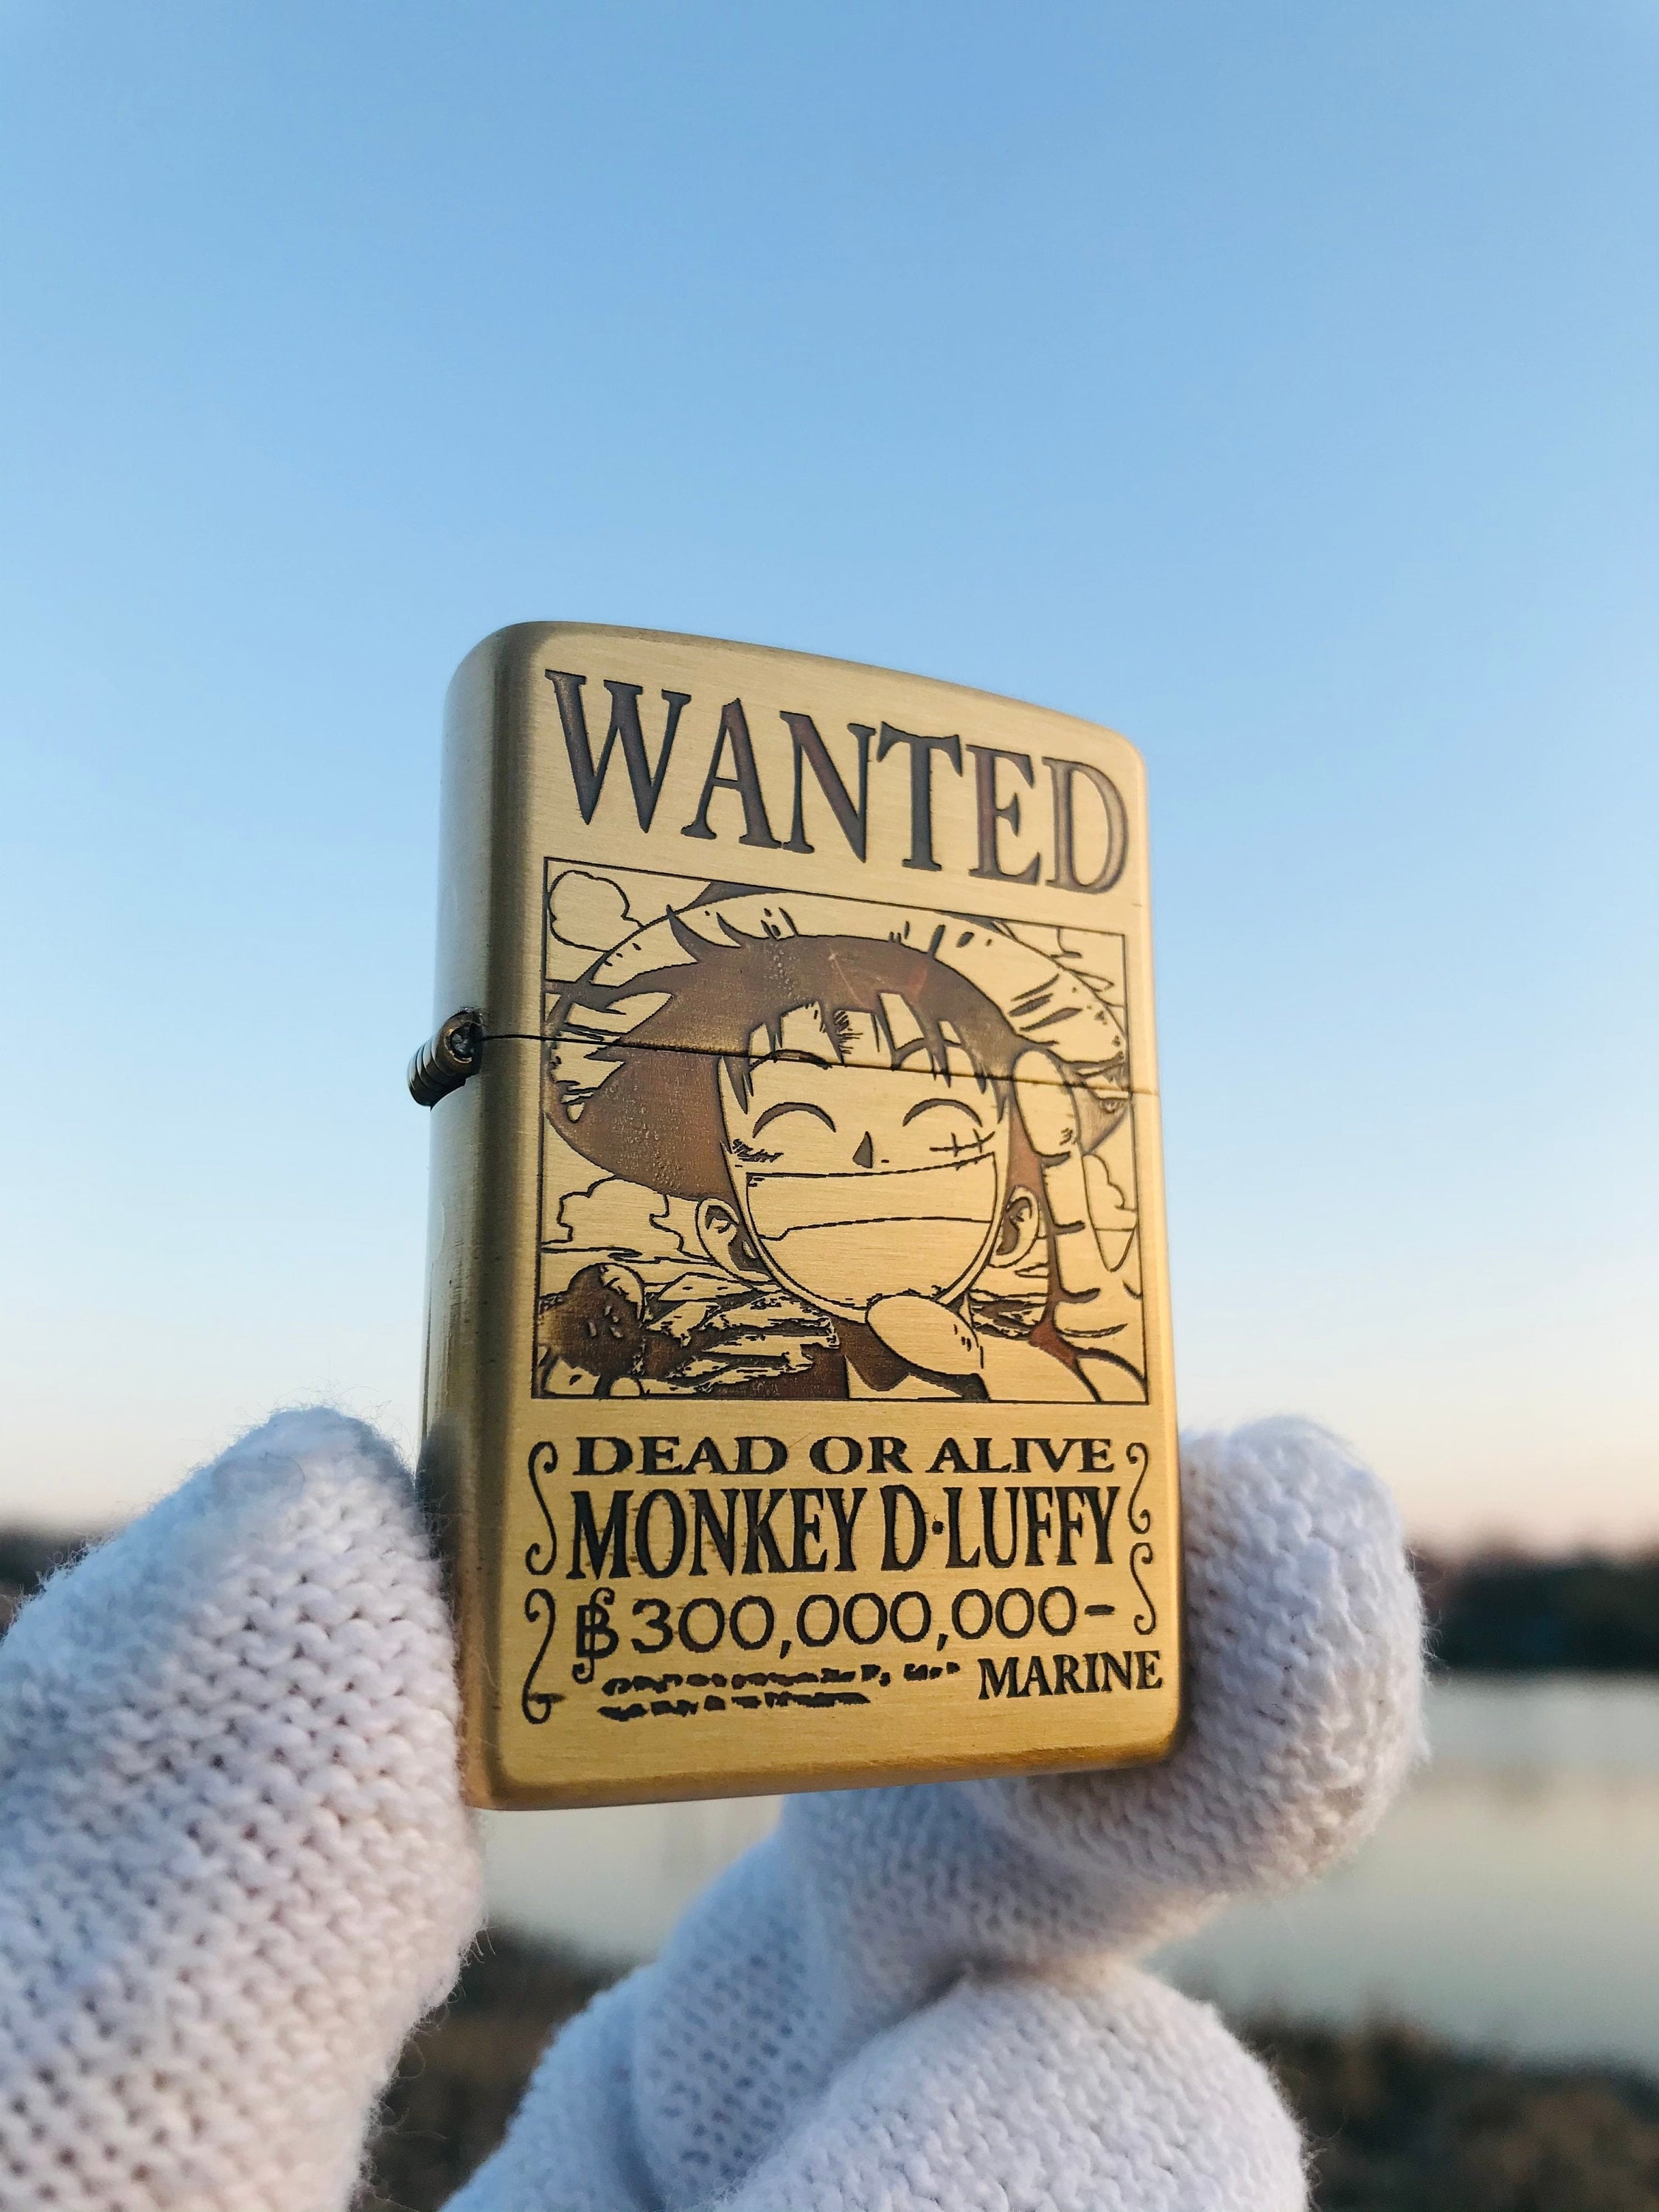 WANTED
DEAD OR ALIVE
MONKEY D·LUFFY
฿300,000,000-
MARINE